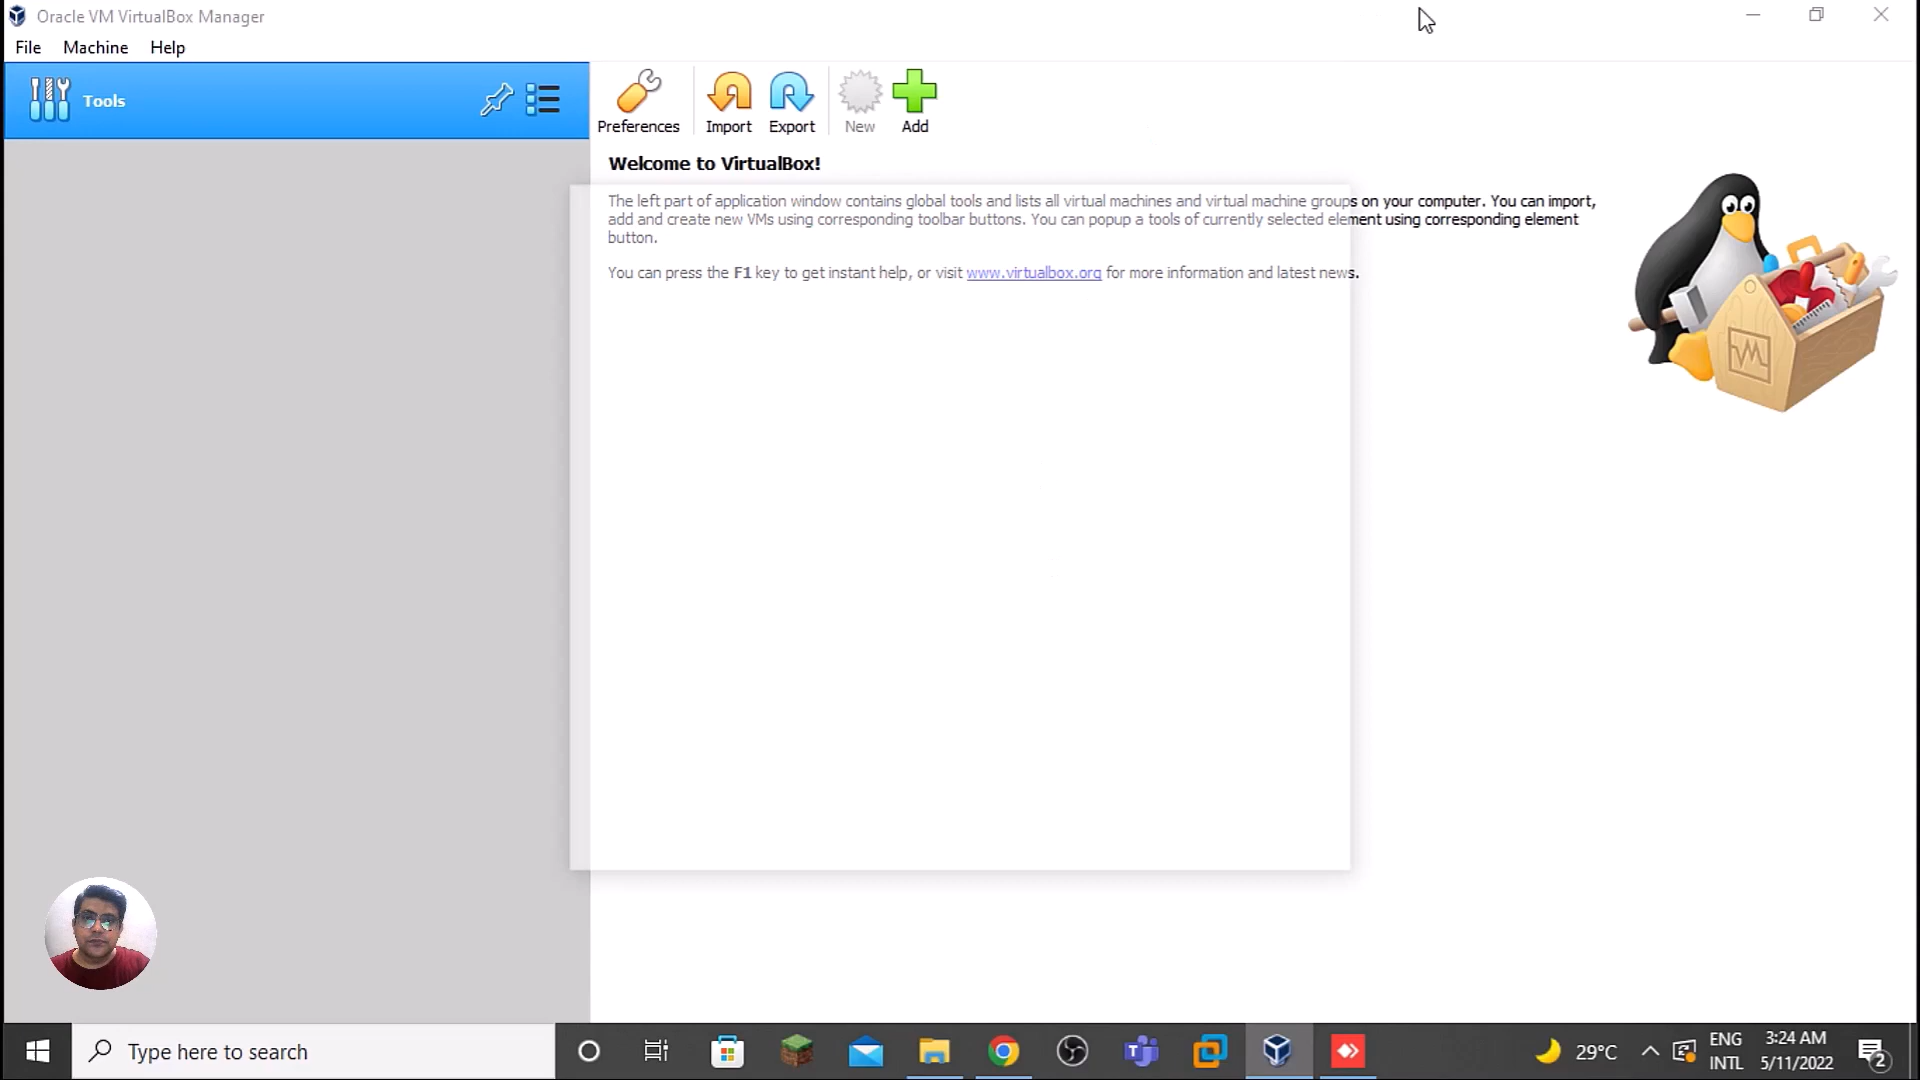 Oracle VM VirtualBox Manager
File Machine Help
Tools
Preferences Import Export New Add
Welcome to VirtualBox!
The left part of application window contains global tools and lists all virtual machines and virtual machine groups on your computer. You can import,
add and create new VMs using corresponding toolbar buttons. You can popup a tools of currently selected element using corresponding element
button.
You can press the F1 key to get instant help, or visit www.virtualbox.org for more information and latest news.
Type here to search
29°C
ENG
INTL
3:24 AM
5/11/2022
2